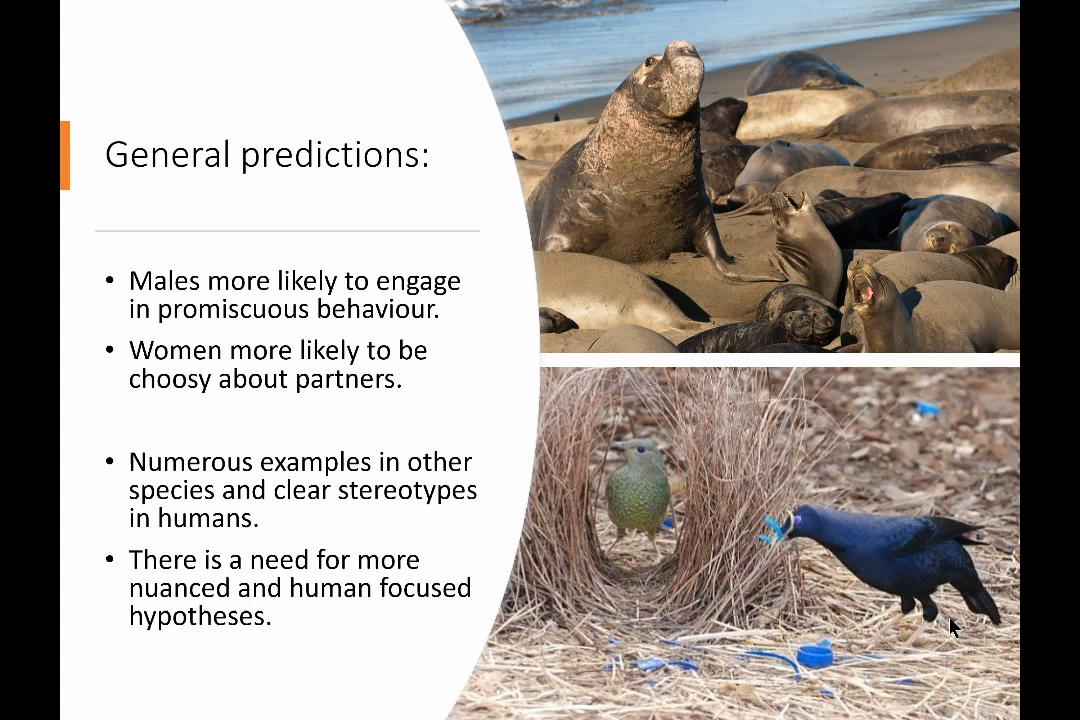 General predictions:
• Males more likely to engage
in promiscuous behaviour.
• Women more likely to be
choosy about partners.
• Numerous examples in other
species and clear stereotypes
in humans.
• There is a need for more
nuanced and human focused
hypotheses.